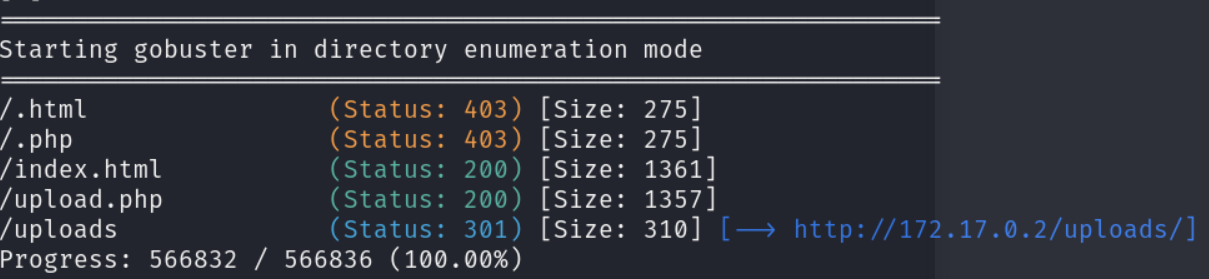 Starting gobuster in directory enumeration mode
/.html (Status: 403) [Size: 275]
/.php (Status: 403) [Size: 275]
/index.html (Status: 200) [Size: 1361]
/upload.php (Status: 200) [Size: 1357]
/uploads (Status: 301) [Size: 310] [--> http://172.17.0.2/uploads/]
Progress: 566832 / 566836 (100.00%)